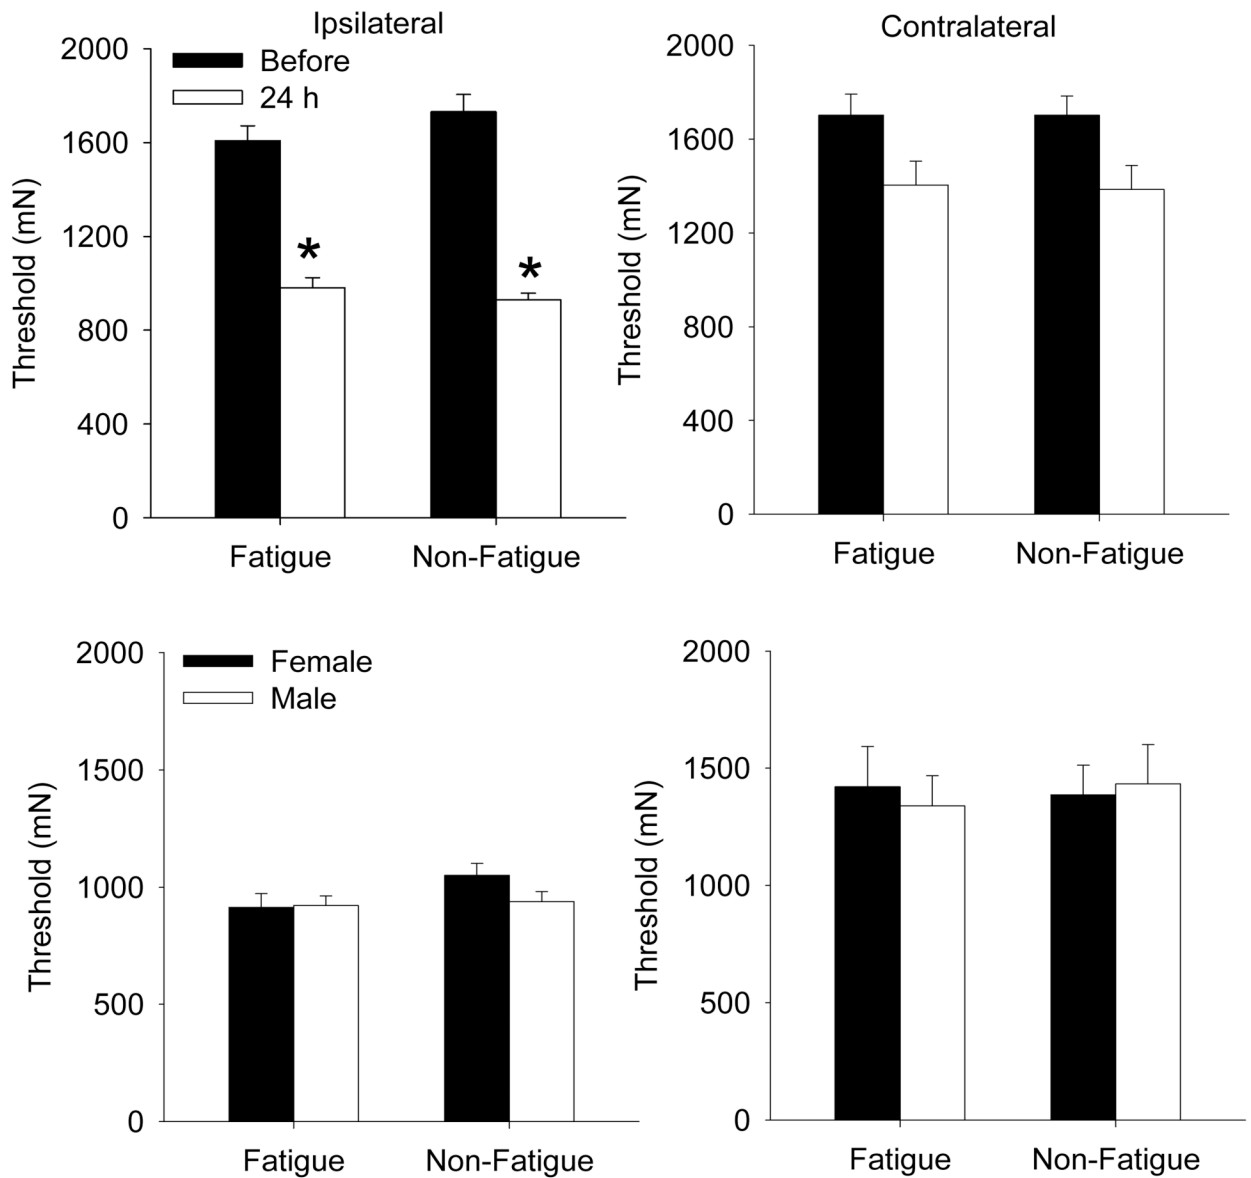 Ipsilateral
2000
Before
24 h
1600
*
*
1200
800
400
0
Threshold (mN)
Fatigue
Non-Fatigue
Contralateral
2000
1600
1200
800
400
0
Threshold (mN)
Fatigue
Non-Fatigue
2000
Female
Male
1500
1000
500
0
Threshold (mN)
Fatigue
Non-Fatigue
2000
1500
1000
500
0
Threshold (mN)
Fatigue
Non-Fatigue